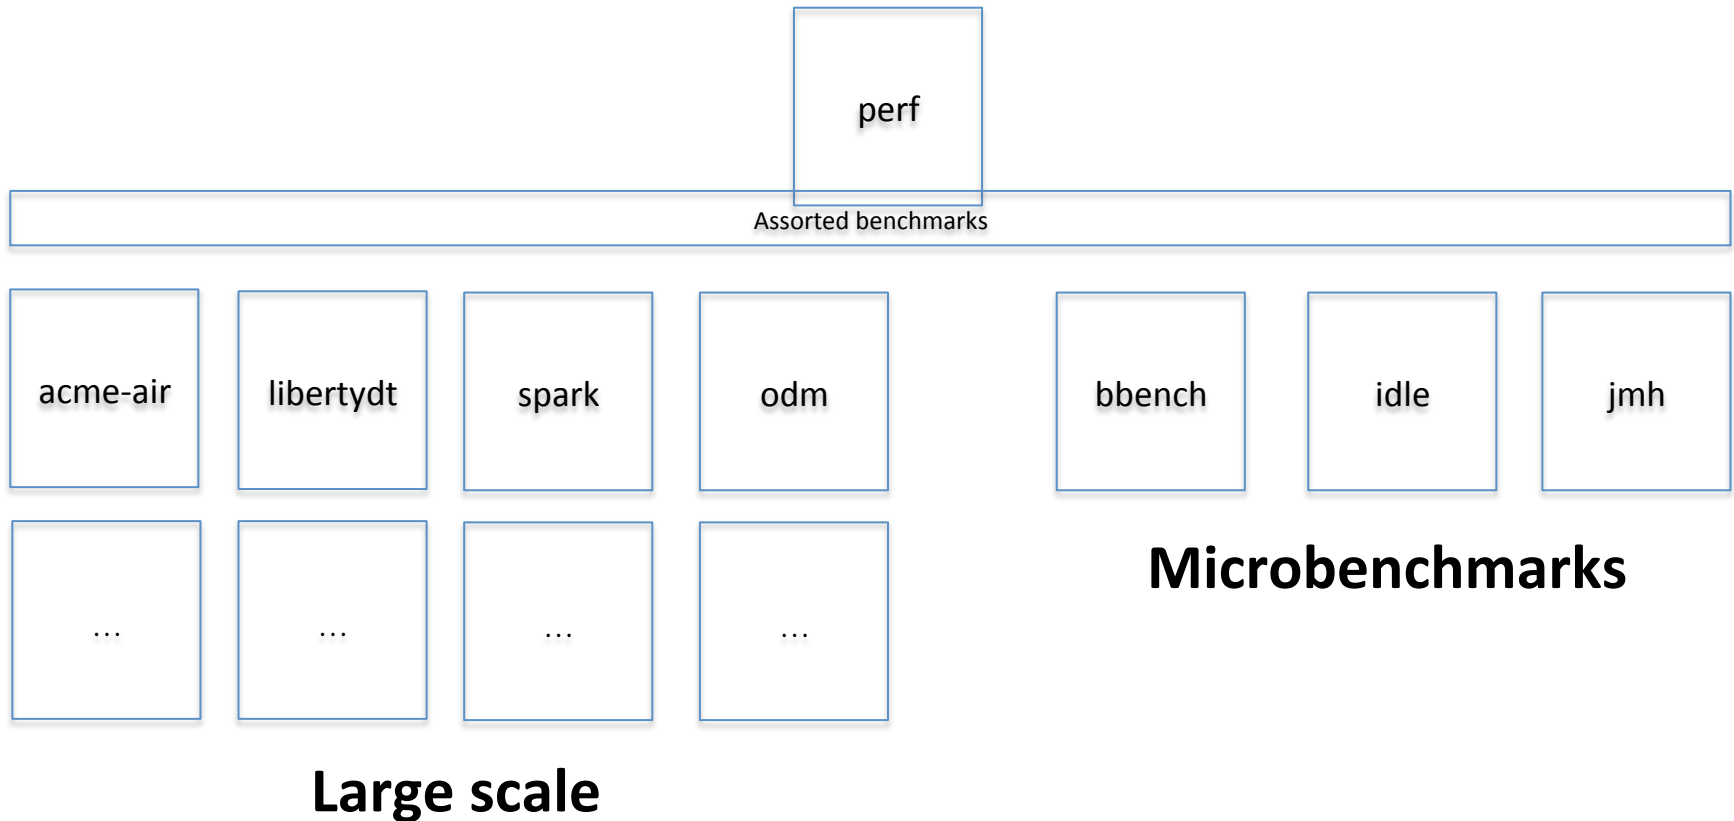 perf
Assorted benchmarks
acme-air
libertydt
spark
odm
bbench
idle
jmh
...
...
...
...
Microbenchmarks
Large scale